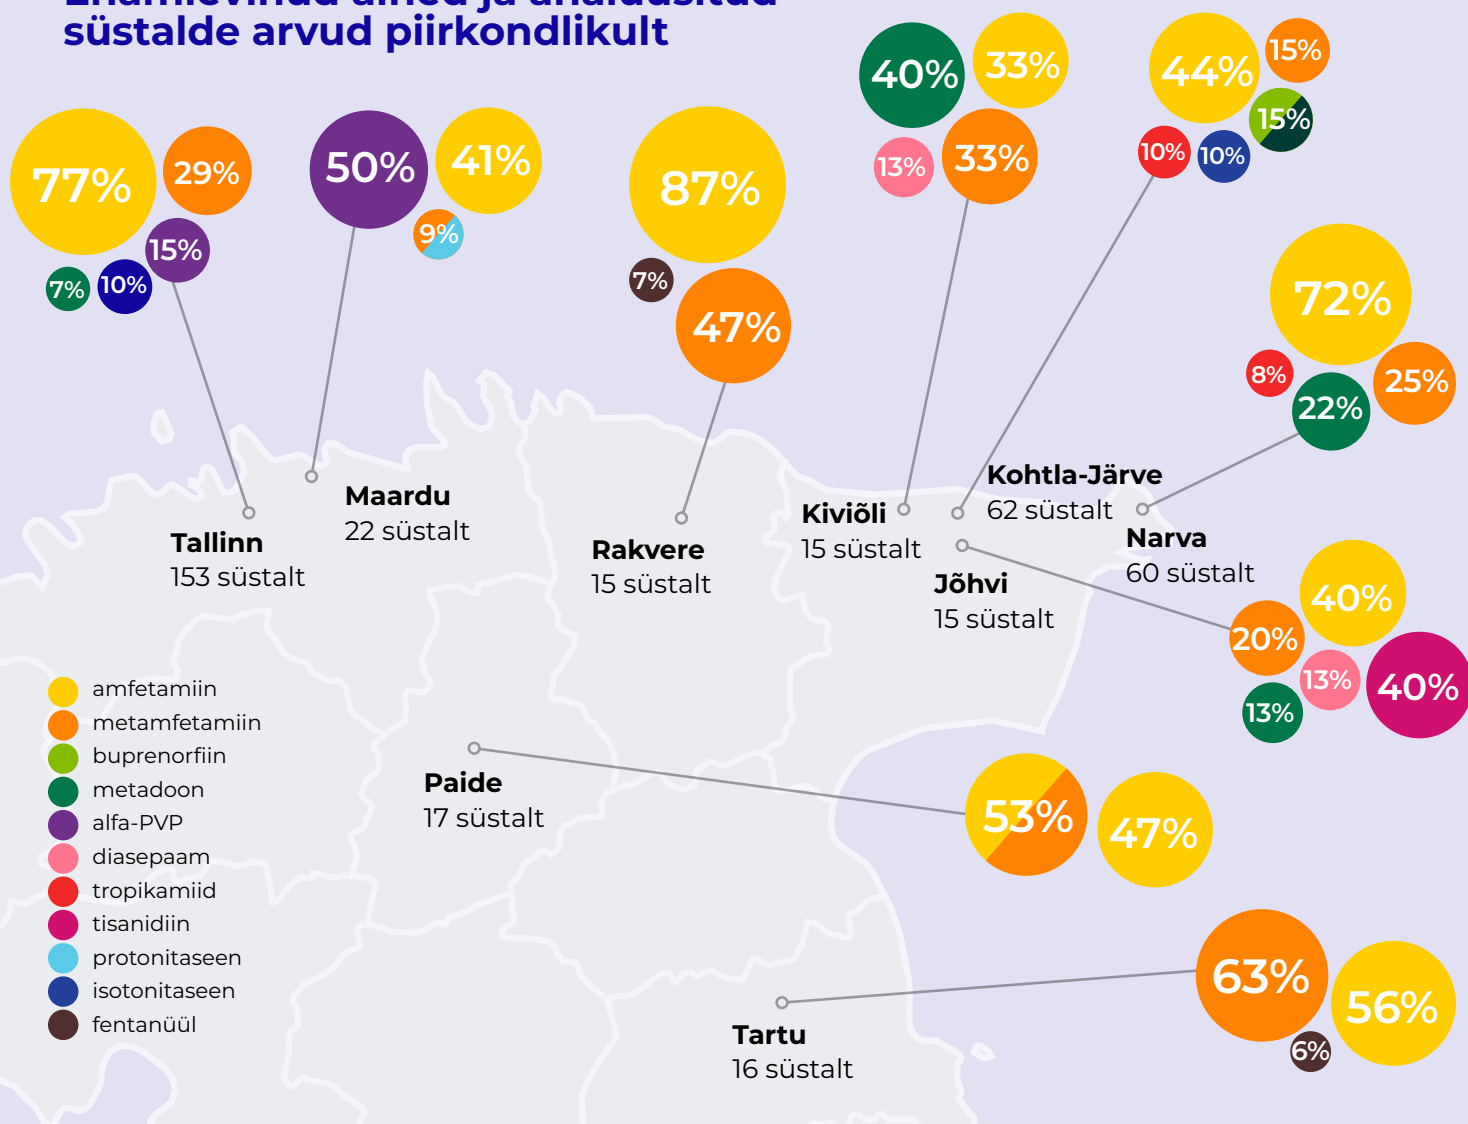 Enamlevinud ained ja analüüsitud
süstalde arvud piirkondlikult
77%
29%
15%
10%
7%
50%
41%
9%
87%
7%
47%
40%
33%
13%
33%
44%
15%
15%
10%
10%
72%
8%
22%
25%
Tallinn
153 süstalt
Maardu
22 süstalt
Rakvere
15 süstalt
Kiviõli
15 süstalt
Kohtla-Järve
62 süstalt
Jõhvi
15 süstalt
Narva
60 süstalt
40%
20%
13%
40%
13%
amfetamiin
metamfetamiin
buprenorfiin
metadoon
alfa-PVP
diasepaam
tropikamiid
tisanidiin
protonitaseen
isotonitaseen
fentanüül
Paide
17 süstalt
53%
47%
Tartu
16 süstalt
63%
56%
6%